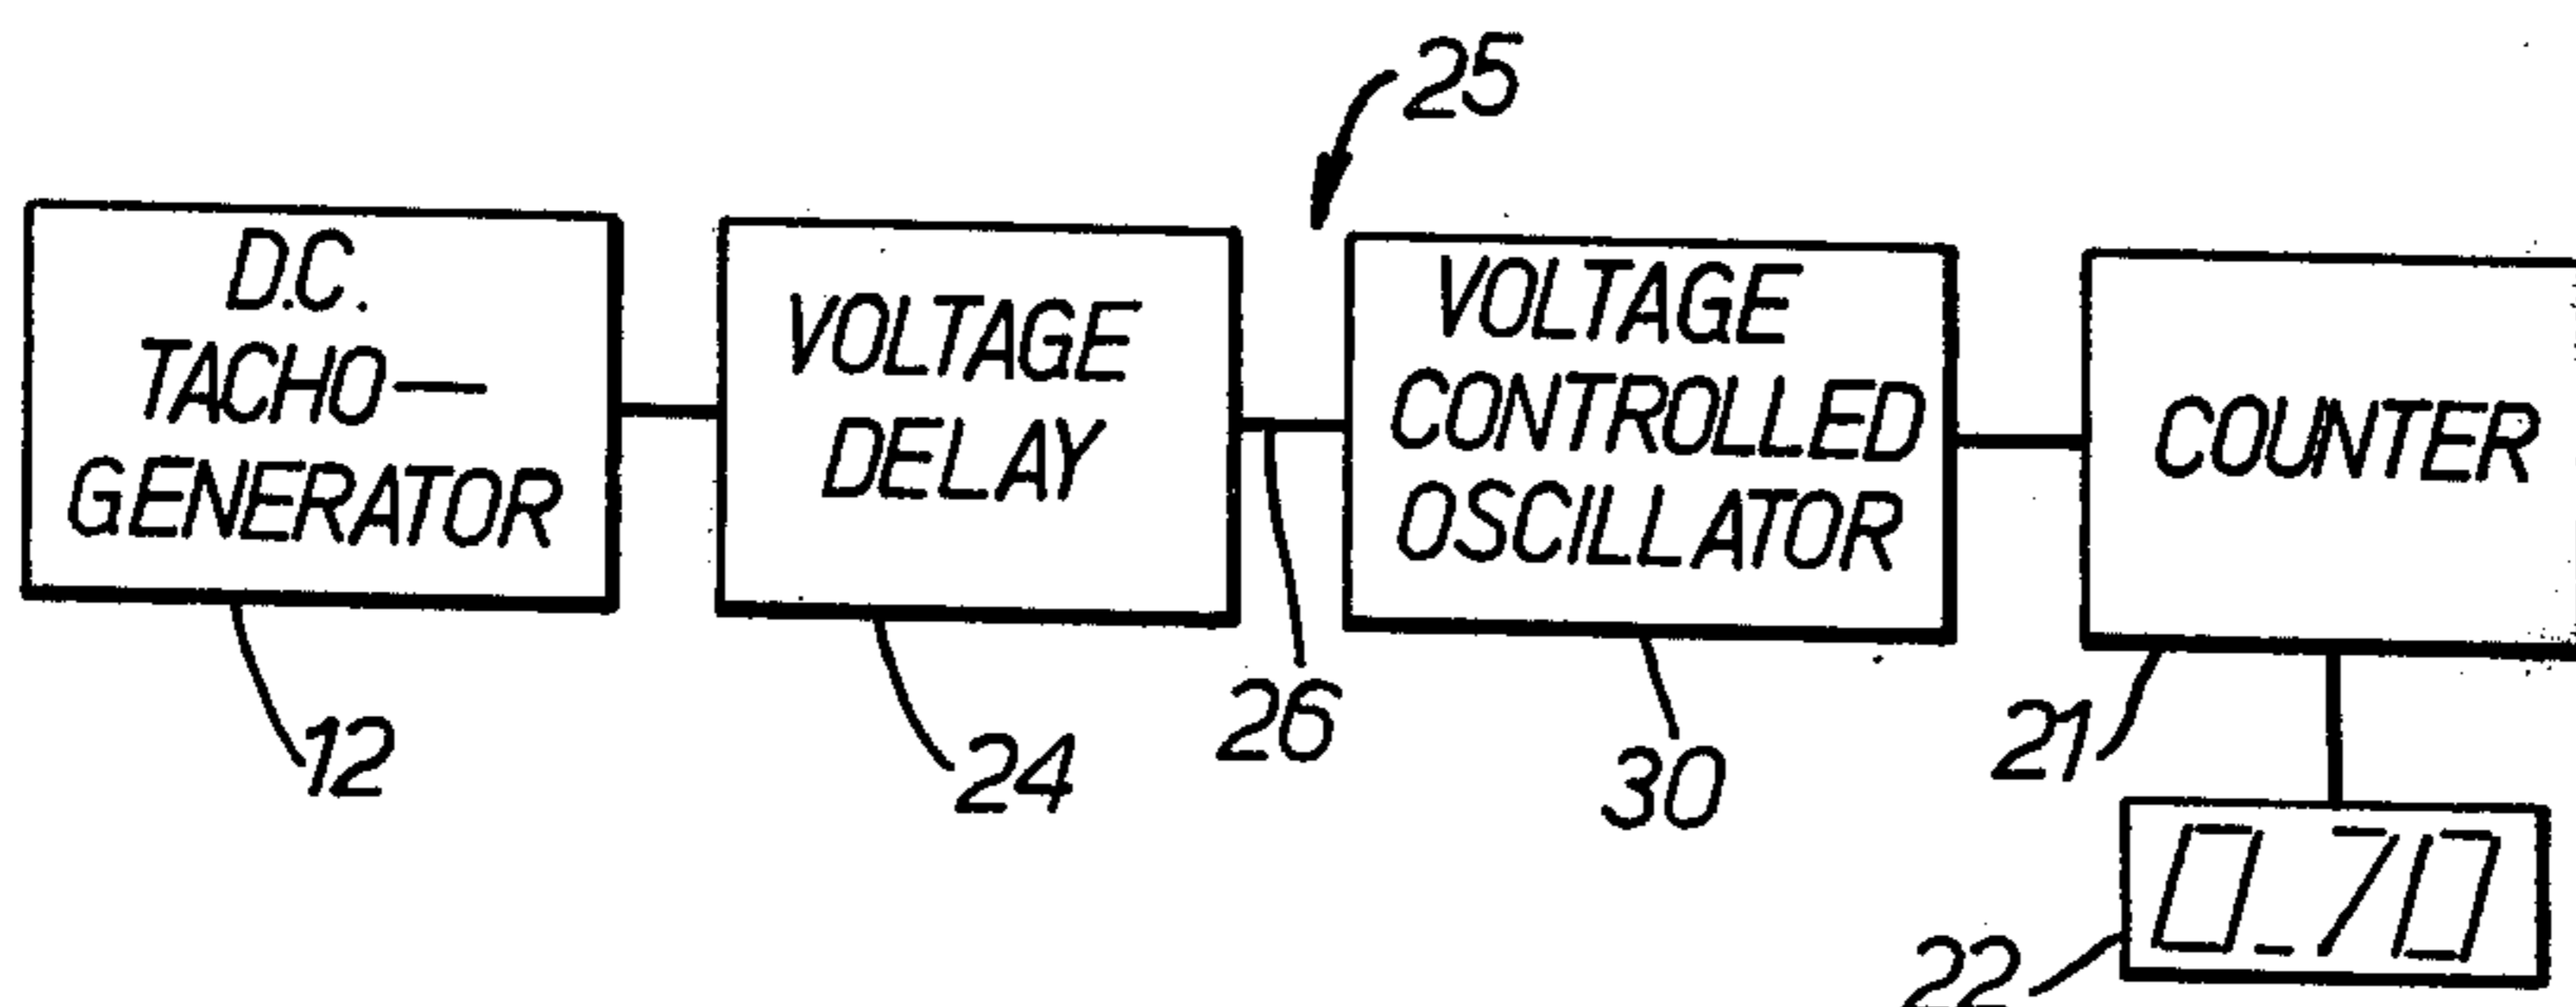 25
D.C.
TACHO—
GENERATOR
VOLTAGE
DELAY
VOLTAGE
CONTROLLED
OSCILLATOR
COUNTER
12
24
26
30
21
0.70
22